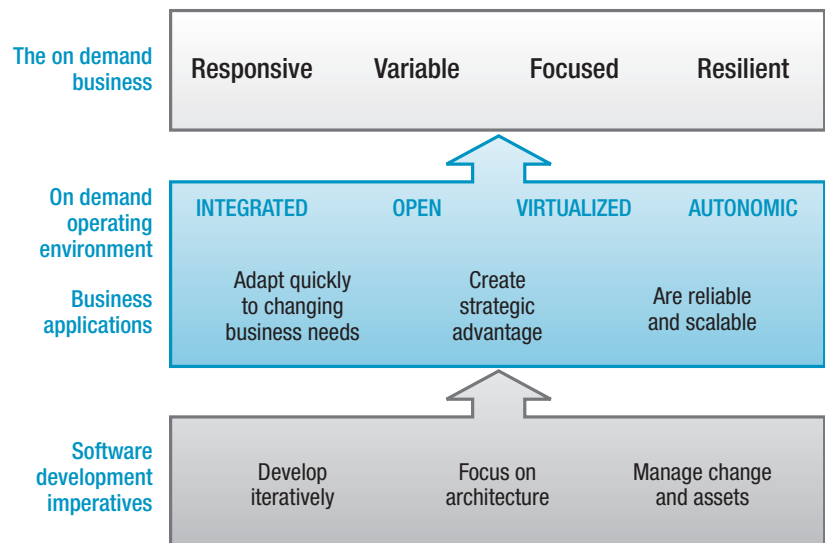 The on demand
business
Responsive Variable Focused Resilient
On demand
operating
environment
INTEGRATED OPEN VIRTUALIZED AUTONOMIC
Business
applications
Adapt quickly
to changing
business needs
Create
strategic
advantage
Are reliable
and scalable
Software
development
imperatives
Develop
iteratively
Focus on
architecture
Manage change
and assets